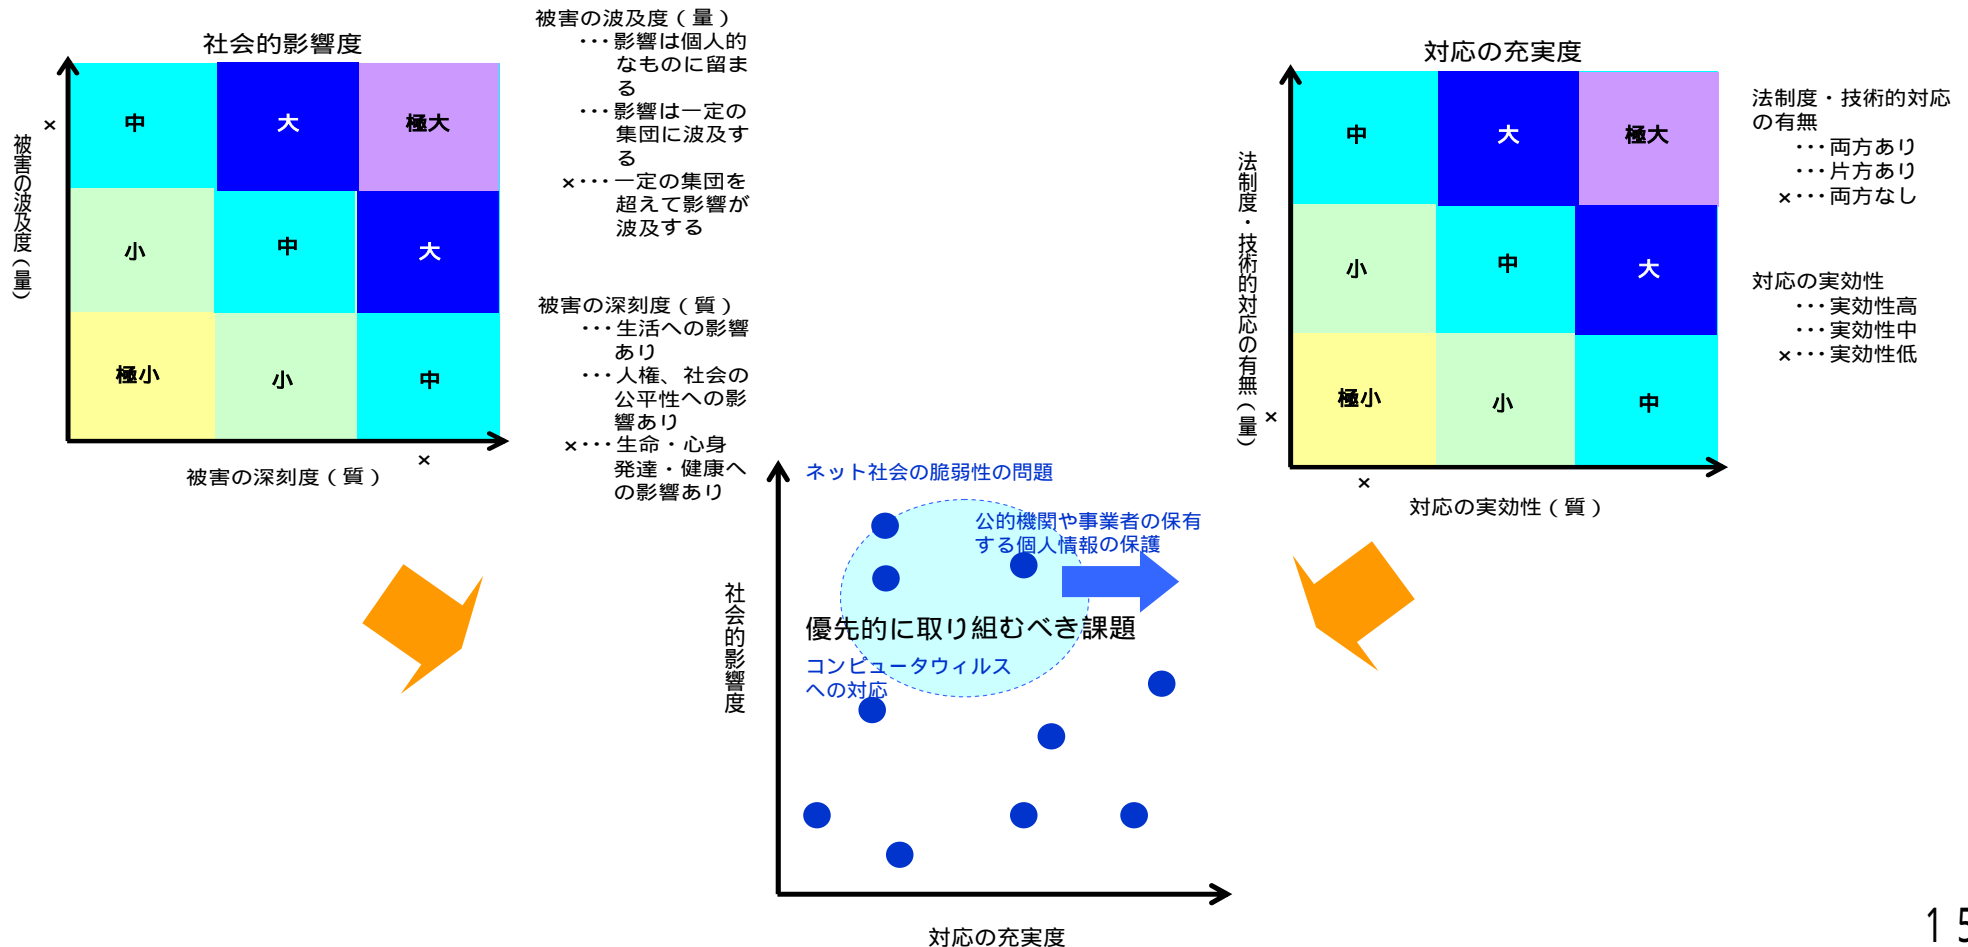 社会的影響度
×
被害の波及度(量)
中
大
極大
小
中
大
極小
小
中
×
被害の深刻度(質)
被害の波及度(量)
・・・影響は個人的
なものに留ま
る
・・・影響は一定の
集団に波及す
る
×・・・一定の集団を
超えて影響が
波及する
被害の深刻度(質)
・・・生活への影響
あり
・・・人権、社会の
公平性への影
響あり
×・・・生命・心身
発達・健康へ
の影響あり
対応の充実度
法制度・技術的対応の有無(量)
×
中
大
極大
小
中
大
極小
小
中
×
対応の実効性(質)
法制度・技術的対応
の有無
・・・両方あり
・・・片方あり
×・・・両方なし
対応の実効性
・・・実効性高
・・・実効性中
×・・・実効性低
社会的影響度
ネット社会の脆弱性の問題
公的機関や事業者の保有
する個人情報の保護
優先的に取り組むべき課題
コンピュータウィルス
への対応
対応の充実度
15